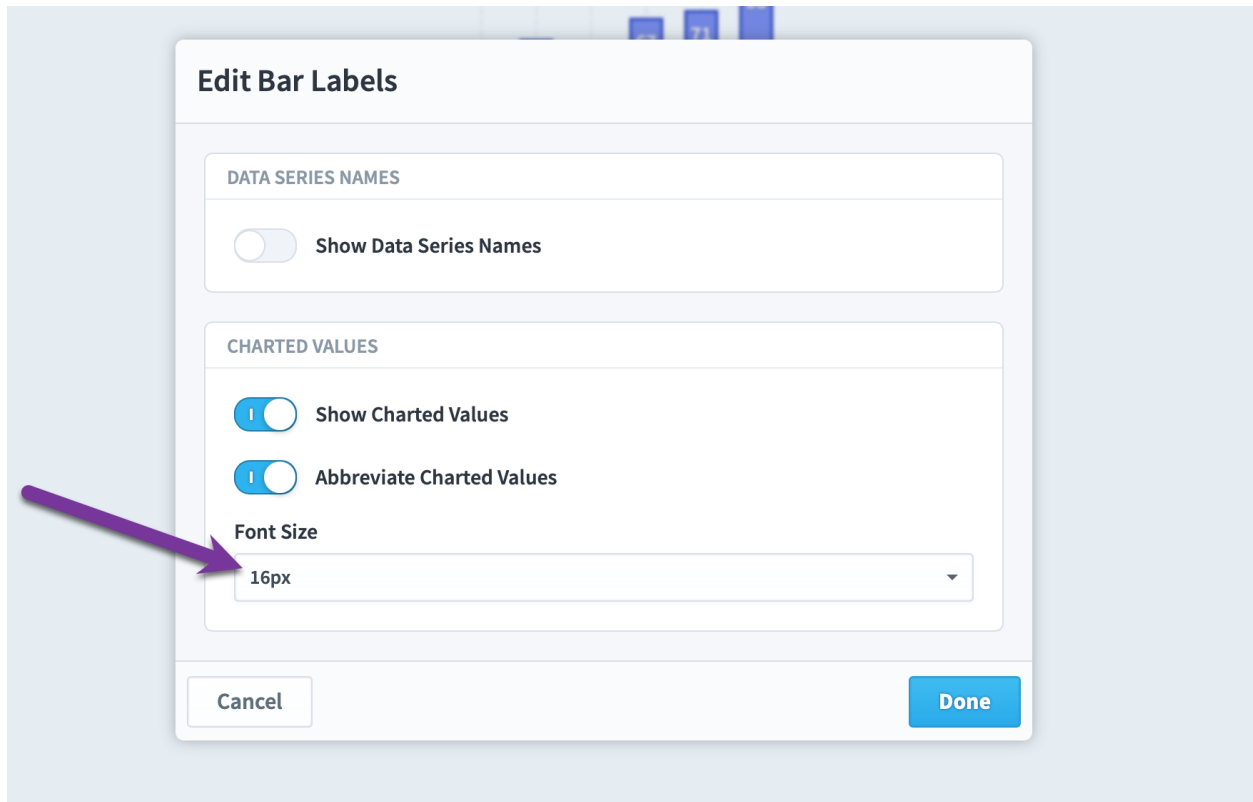 71
Edit Bar Labels
DATA SERIES NAMES
Show Data Series Names
CHARTED VALUES
Show Charted Values
Abbreviate Charted Values
Font Size
16px
Cancel
Done